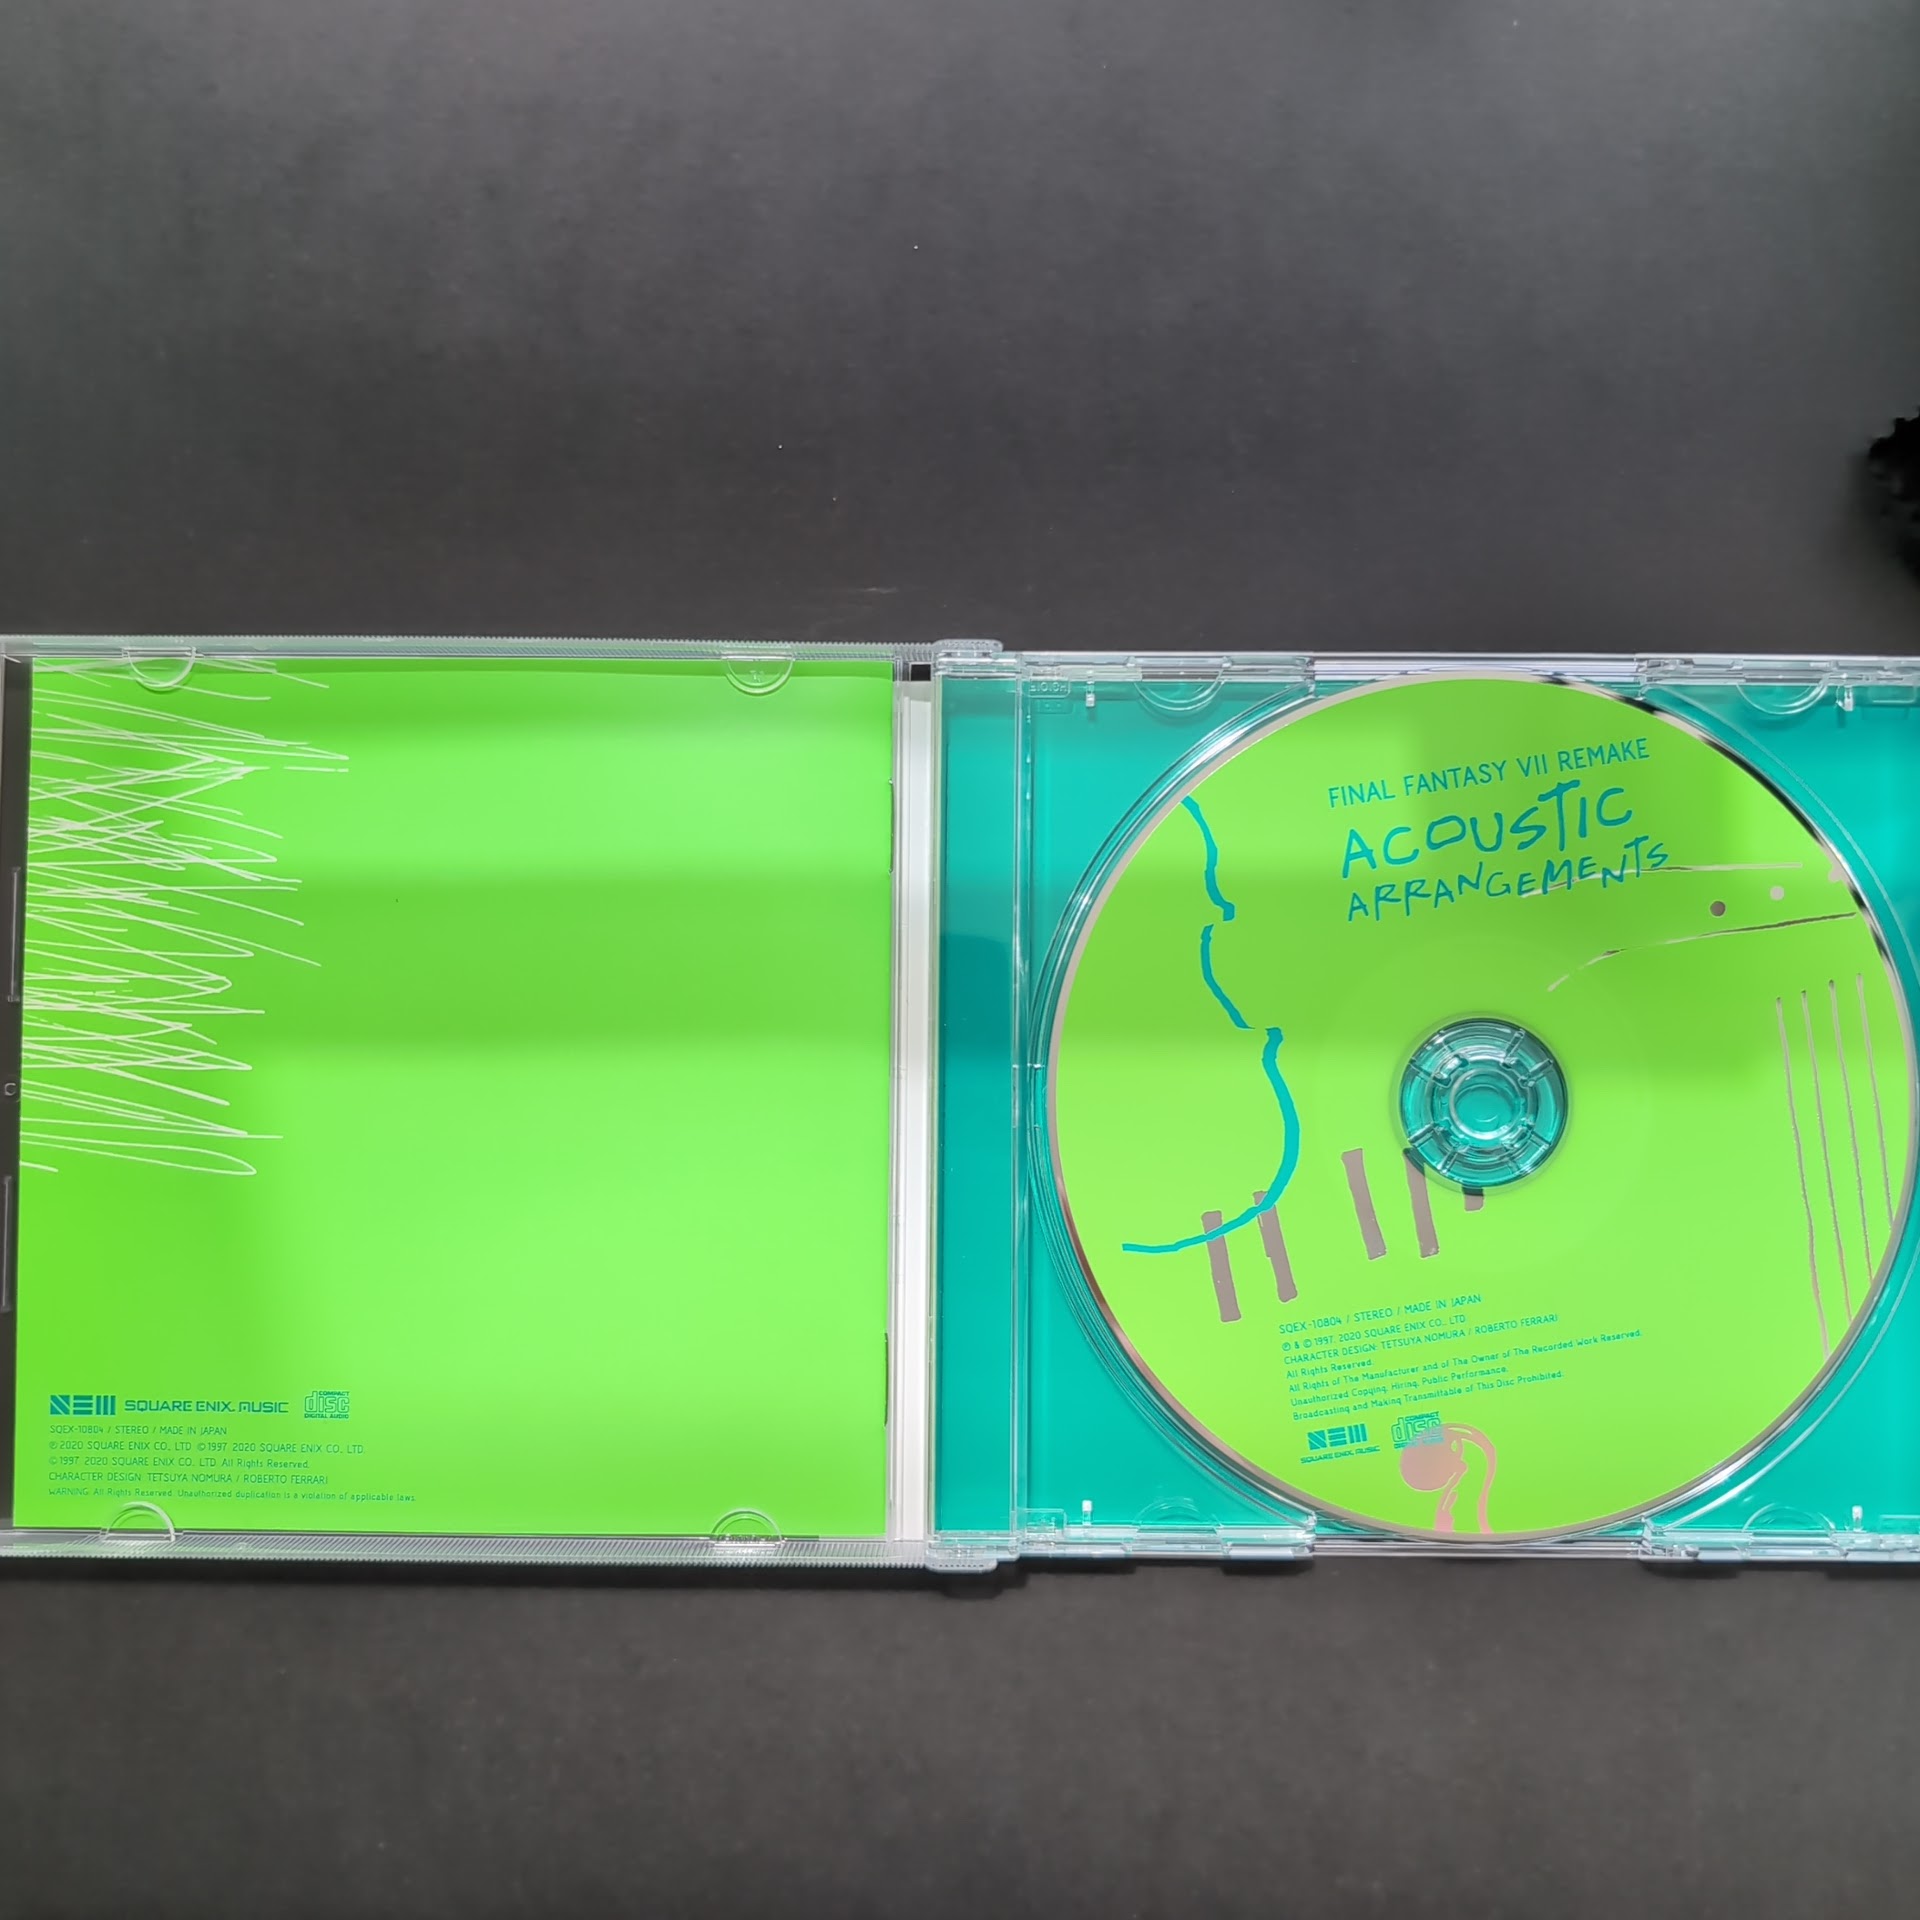 SQUARE ENIX. MUSIC
COMPACT
disc
DIGITAL AUDIO
SQEX-10804 / STEREO / MADE IN JAPAN
℗2020 SQUARE ENIX CO., LTD. ©1997, 2020 SQUARE ENIX CO., LTD.
©1997, 2020 SQUARE ENIX CO., LTD. All Rights Reserved.
CHARACTER DESIGN: TETSUYA NOMURA / ROBERTO FERRARI
WARNING: All Rights Reserved. Unauthorized duplication is a violation of applicable laws.
FINAL FANTASY VII REMAKE
ACOUSTIC
ARRANGEMENTS
SQEX-10804 / STEREO / MADE IN JAPAN
℗ & ©1997, 2020 SQUARE ENIX CO., LTD.
CHARACTER DESIGN: TETSUYA NOMURA / ROBERTO FERRARI
All Rights Reserved.
All Rights of The Manufacturer and of The Owner of The Recorded Work Reserved.
Unauthorized Copying, Hiring, Public Performance,
Broadcasting and Making Transmittable of This Disc Prohibited.
SQUARE ENIX. MUSIC
COMPACT
disc